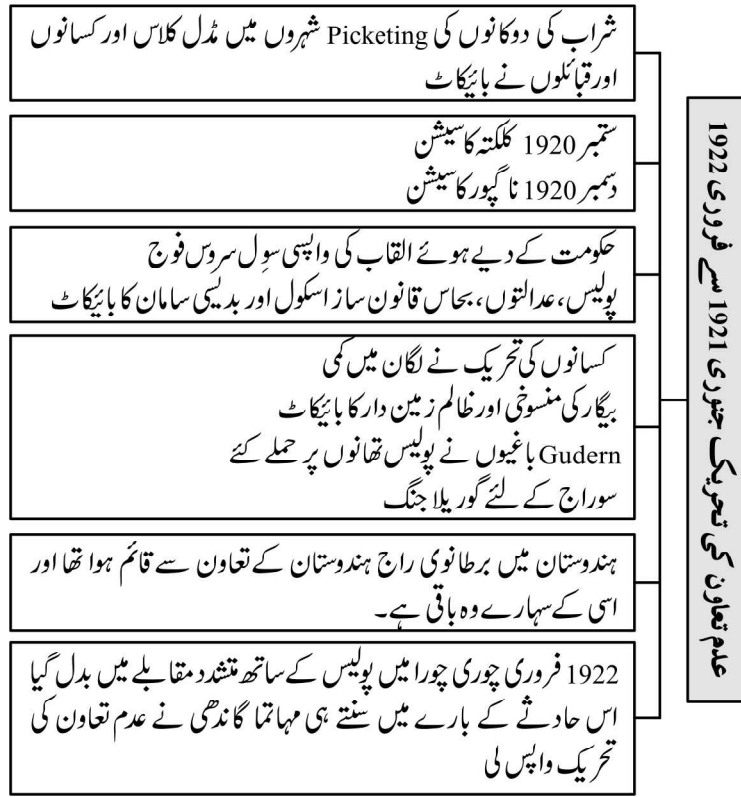 عدم تعاون کی تحریک جنوری 1921 سے فروری 1922
شراب کی دوکانوں کی Picketing شہروں میں مڈل کلاس اور کسانوں
اور قبائلوں نے بائیکاٹ
ستمبر 1920 کلکتہ کا سیشن
دسمبر 1920 ناگپور کا سیشن
حکومت کے دیے ہوئے القاب کی واپسی سوِل سروس فوج
پولیس، عدالتوں، بحاس قانون ساز اسکول اور بدیسی سامان کا بائیکاٹ
کسانوں کی تحریک نے لگان میں کمی
بیگار کی منسوخی اور ظالم زمین دار کا بائیکاٹ
Gudern باغیوں نے پولیس تھانوں پر حملے کئے
سوراج کے لئے گوریلا جنگ
ہندوستان میں برطانوی راج ہندوستان کے تعاون سے قائم ہوا تھا اور
اسی کے سہارے وہ باقی ہے۔
1922 فروری چوری چورا میں پولیس کے ساتھ متشدد مقابلے میں بدل گیا
اس حادثے کے بارے میں سنتے ہی مہاتما گاندھی نے عدم تعاون کی
تحریک واپس لی